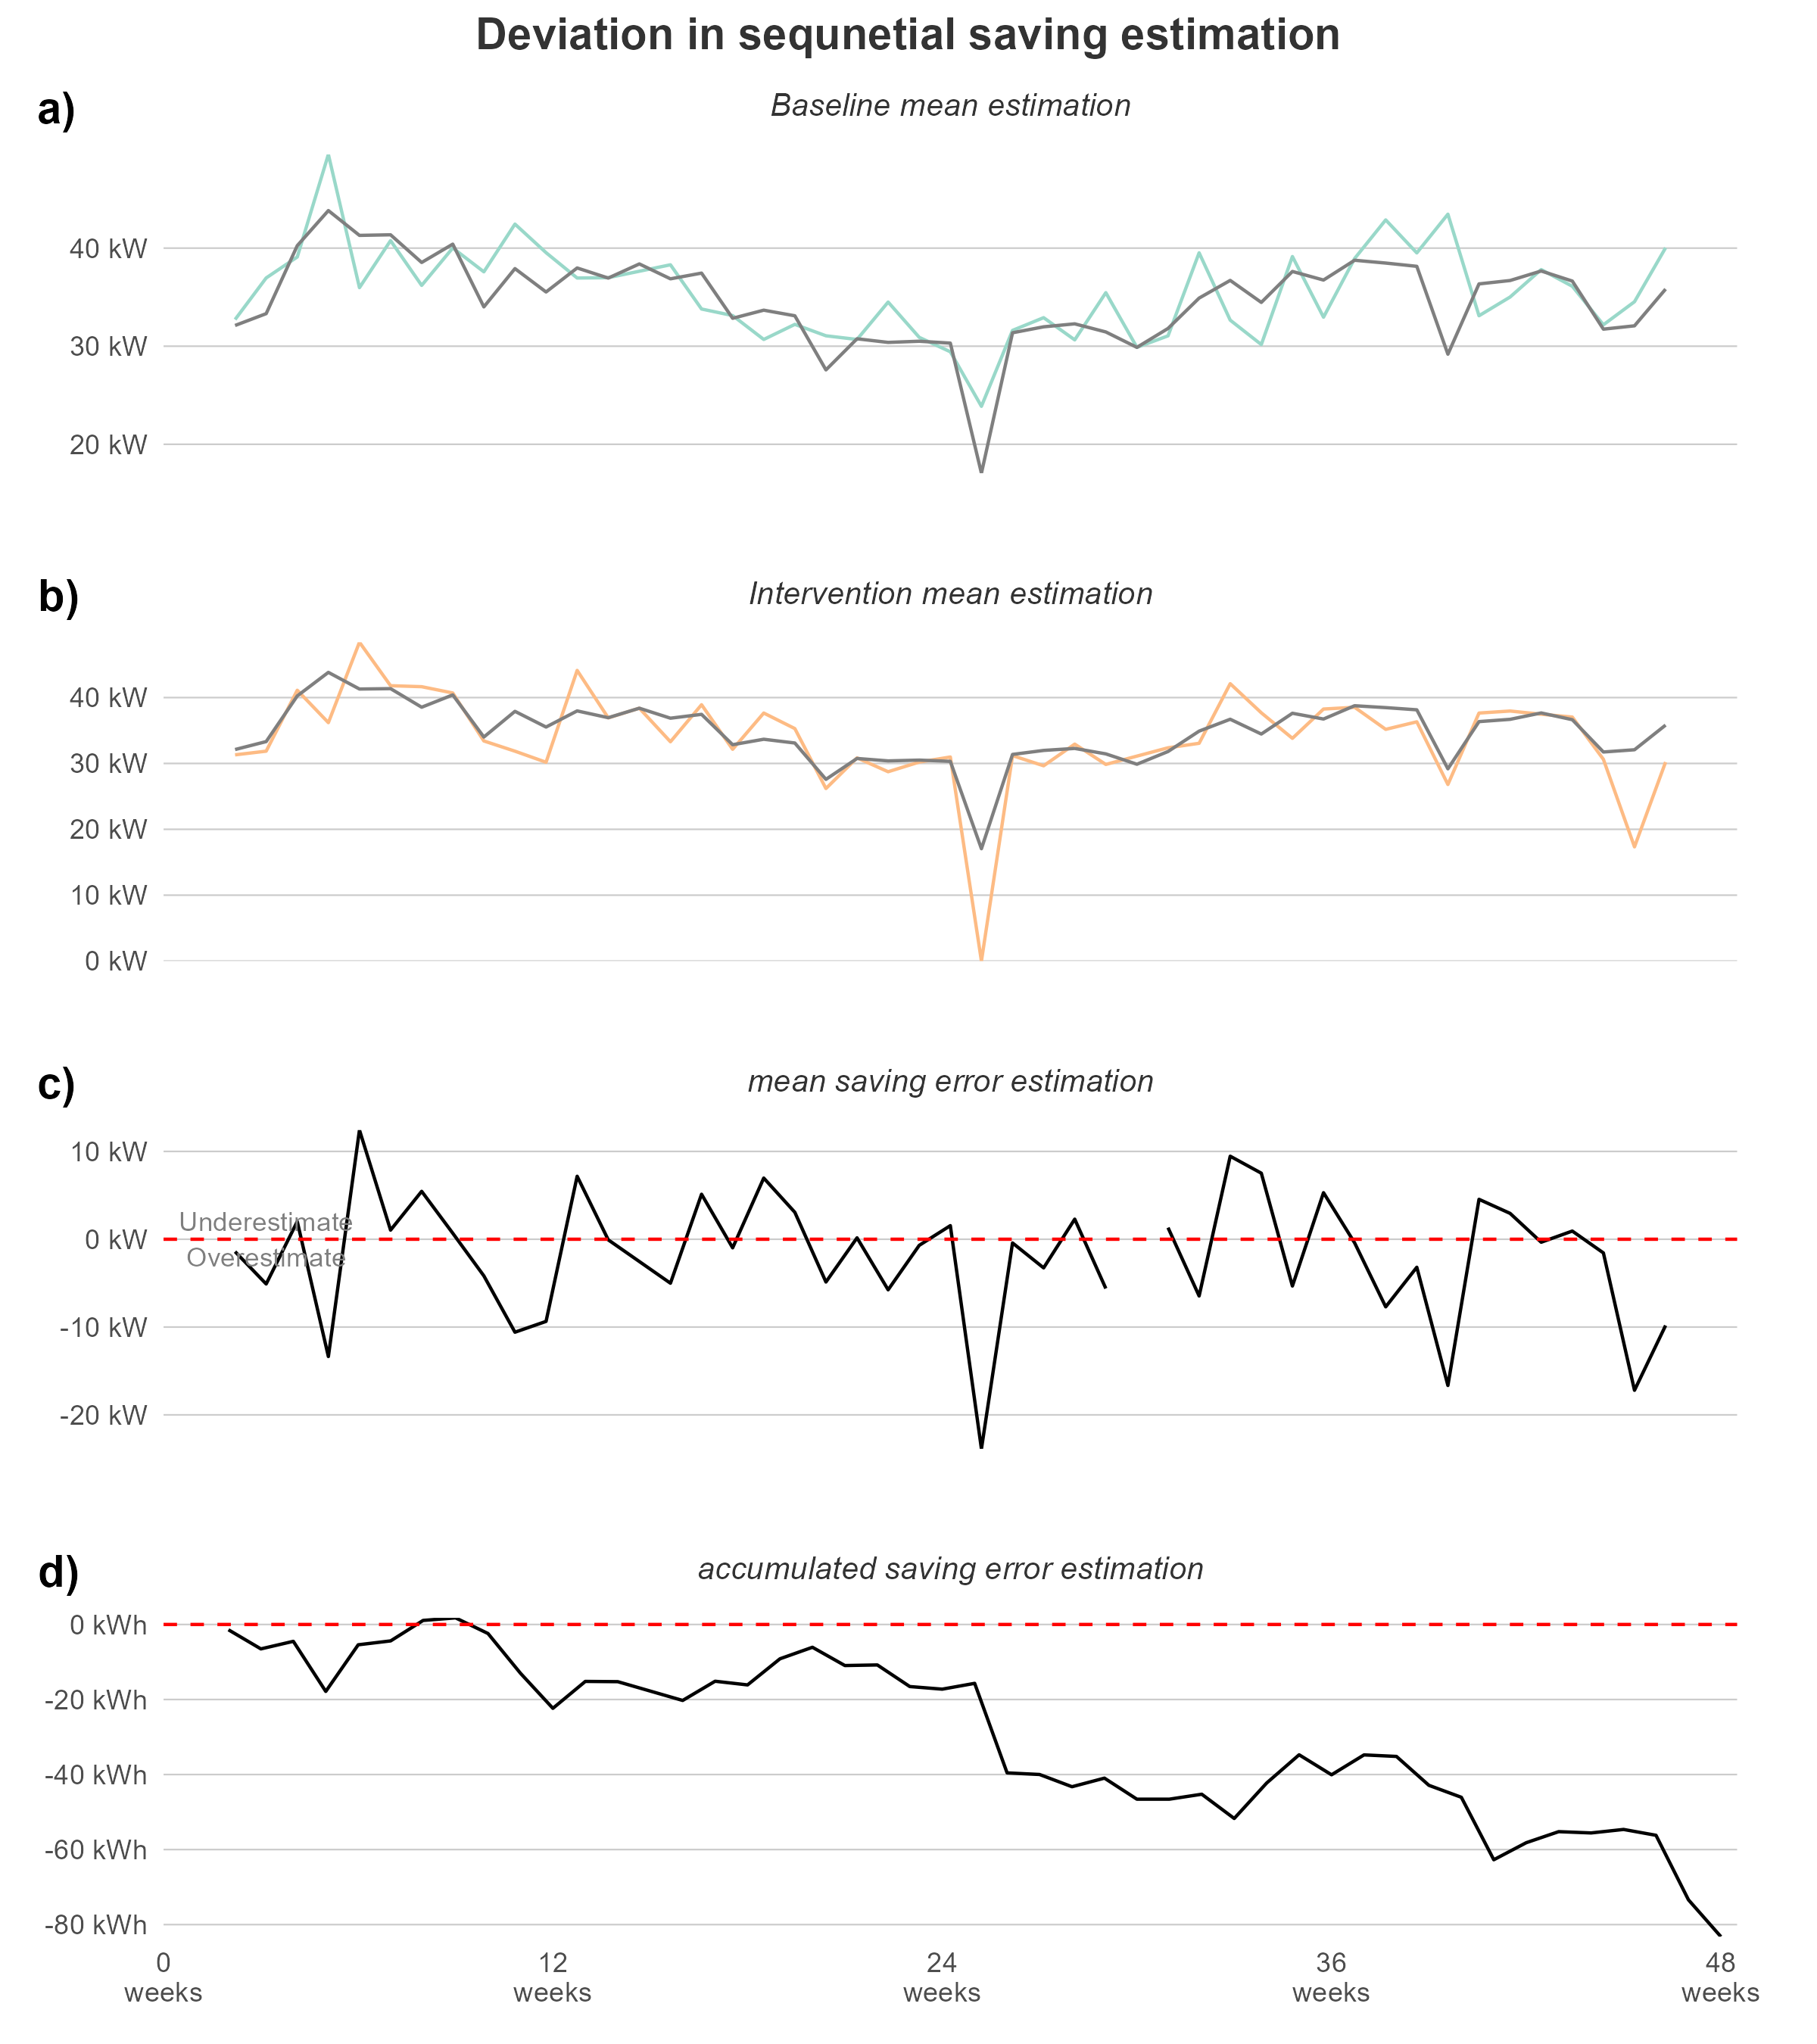 Deviation in sequnetial saving estimation
a)
Baseline mean estimation
40 kW
30 kW
20 kW
b)
Intervention mean estimation
40 kW
30 kW
20 kW
10 kW
0 kW
c)
mean saving error estimation
10 kW
Underestimate
0 kW
Overestimate
-10 kW
-20 kW
d)
accumulated saving error estimation
0 kWh
-20 kWh
-40 kWh
-60 kWh
-80 kWh
0 12 24 36 48
weeks weeks weeks weeks weeks